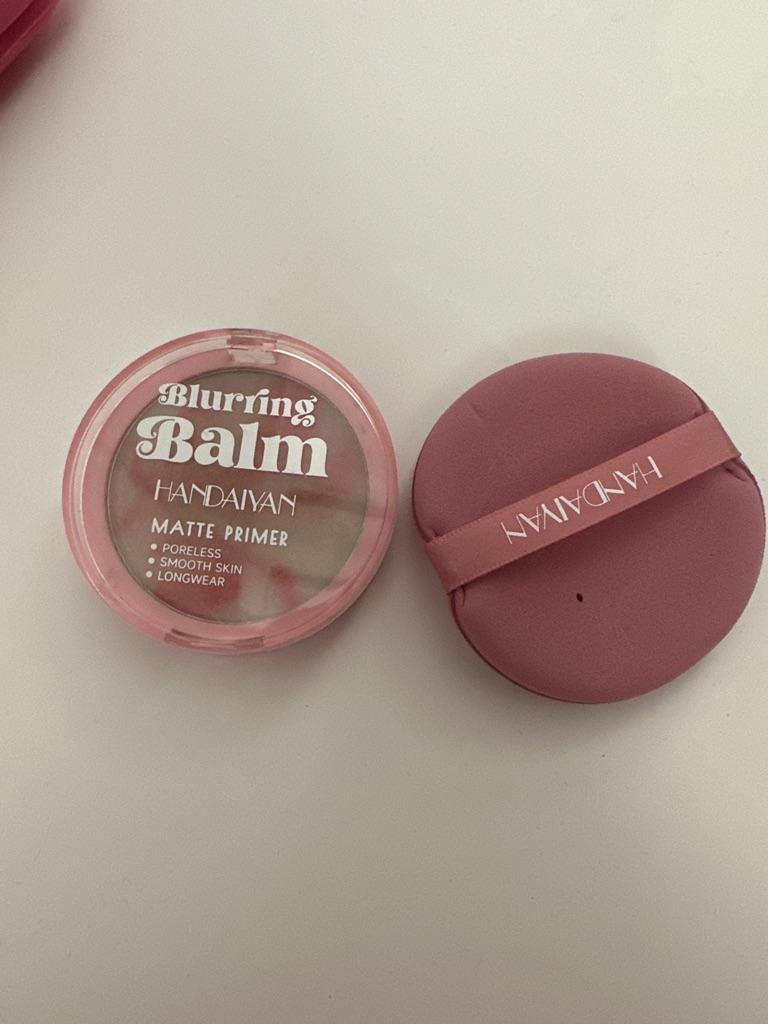 Blurring
Balm
HANDAIYAN
MATTE PRIMER
• PORELESS
• SMOOTH SKIN
• LONGWEAR
HANDAIYAN